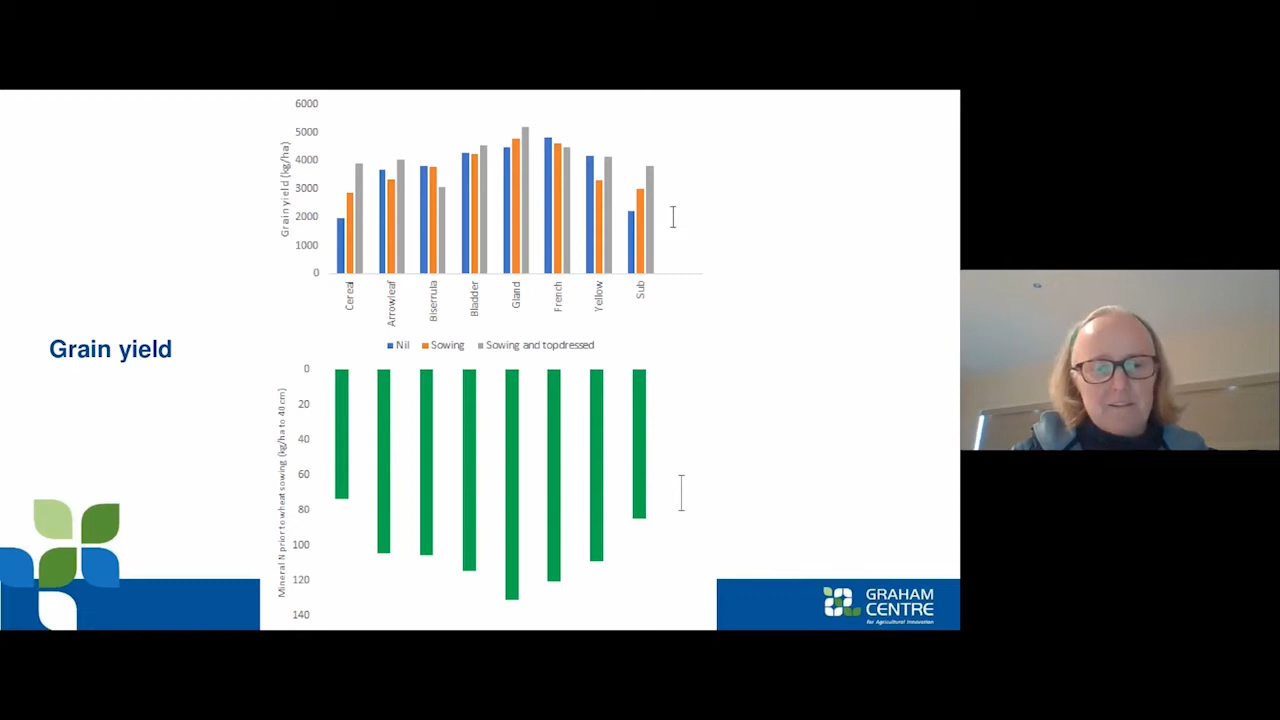 6000
5000
4000
3000
2000
1000
0
Grain yield (kg/ha)
Cereal
Arrowleaf
Biserrula
Bladder
Gland
French
Yellow
Sub
Nil
Sowing
Sowing and topdressed
Grain yield
0
20
40
60
80
100
120
140
Mineral N prior to wheat sowing (kg/ha to 40 cm)
GRAHAM
CENTRE
for Agricultural Innovation